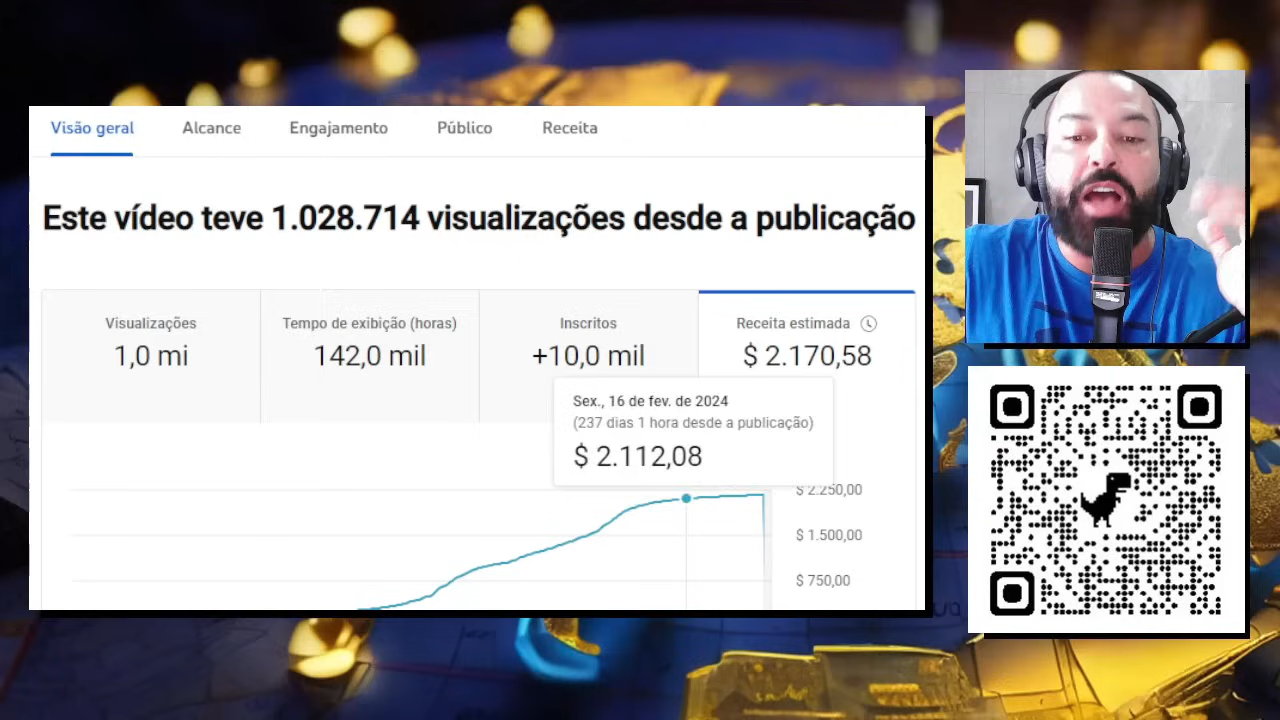 Visão geral Alcance Engajamento Público Receita
Este vídeo teve 1.028.714 visualizações desde a publicação
Visualizações
1,0 mi
Tempo de exibição (horas)
142,0 mil
Inscritos
+10,0 mil
Receita estimada
$ 2.170,58
Sex., 16 de fev. de 2024
(237 dias 1 hora desde a publicação)
$ 2.112,08
$ 2.250,00
$ 1.500,00
$ 750,00